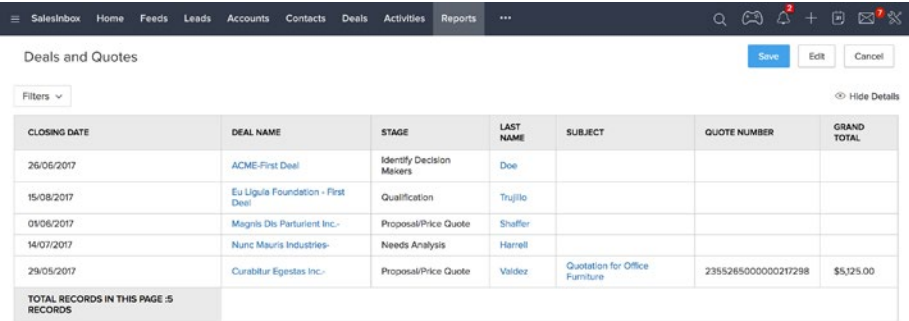 SalesInbox Home Feeds Leads Accounts Contacts Deals Activities Reports ...
2
31
7
Deals and Quotes
Save Edit Cancel
Filters
Hide Details
CLOSING DATE DEAL NAME STAGE LAST NAME SUBJECT QUOTE NUMBER GRAND TOTAL
26/06/2017 ACME-First Deal Identify Decision Makers Doe
15/08/2017 Eu Ligula Foundation - First Deal Qualification Trujillo
01/06/2017 Magnis Dis Parturient Inc.- Proposal/Price Quote Shaffer
14/07/2017 Nunc Mauris Industries- Needs Analysis Harrell
29/05/2017 Curabitur Egestas Inc.- Proposal/Price Quote Valdez Quotation for Office Furniture 2355265000000217298 $5,125.00
TOTAL RECORDS IN THIS PAGE :5
RECORDS